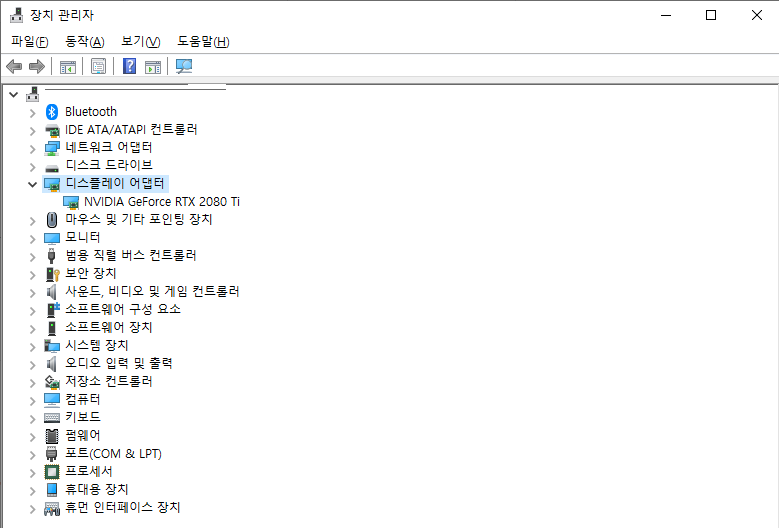 장치 관리자
파일(F) 동작(A) 보기(V) 도움말(H)
Bluetooth
IDE ATA/ATAPI 컨트롤러
네트워크 어댑터
디스크 드라이브
디스플레이 어댑터
NVIDIA GeForce RTX 2080 Ti
마우스 및 기타 포인팅 장치
모니터
범용 직렬 버스 컨트롤러
보안 장치
사운드, 비디오 및 게임 컨트롤러
소프트웨어 구성 요소
소프트웨어 장치
시스템 장치
오디오 입력 및 출력
저장소 컨트롤러
컴퓨터
키보드
펌웨어
포트(COM & LPT)
프로세서
휴대용 장치
휴먼 인터페이스 장치